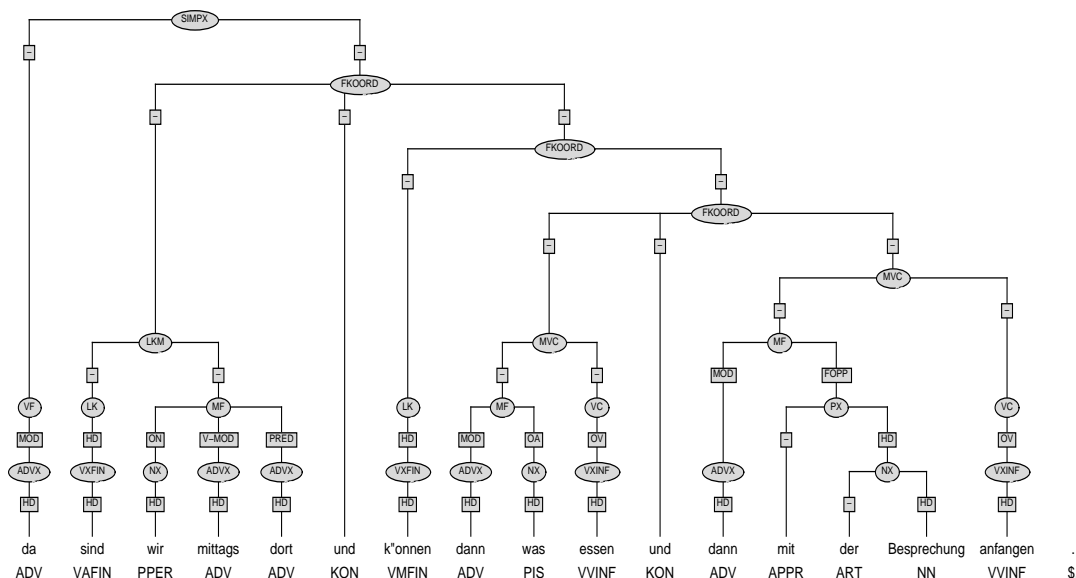 SIMPX
– –
FKOORD
– – –
FKOORD
– –
FKOORD
– – –
MVC
– –
LKM MVC MF
– – – – MOD FOPP
VF LK MF LK MF VC PX VC
MOD HD ON V–MOD PRED HD MOD OA OV – HD OV
ADVX VXFIN NX ADVX ADVX VXFIN ADVX NX VXINF ADVX NX VXINF
HD HD HD HD HD HD HD HD HD HD – HD HD
da sind wir mittags dort und k"onnen dann was essen und dann mit der Besprechung anfangen .
ADV VAFIN PPER ADV ADV KON VMFIN ADV PIS VVINF KON ADV APPR ART NN VVINF $